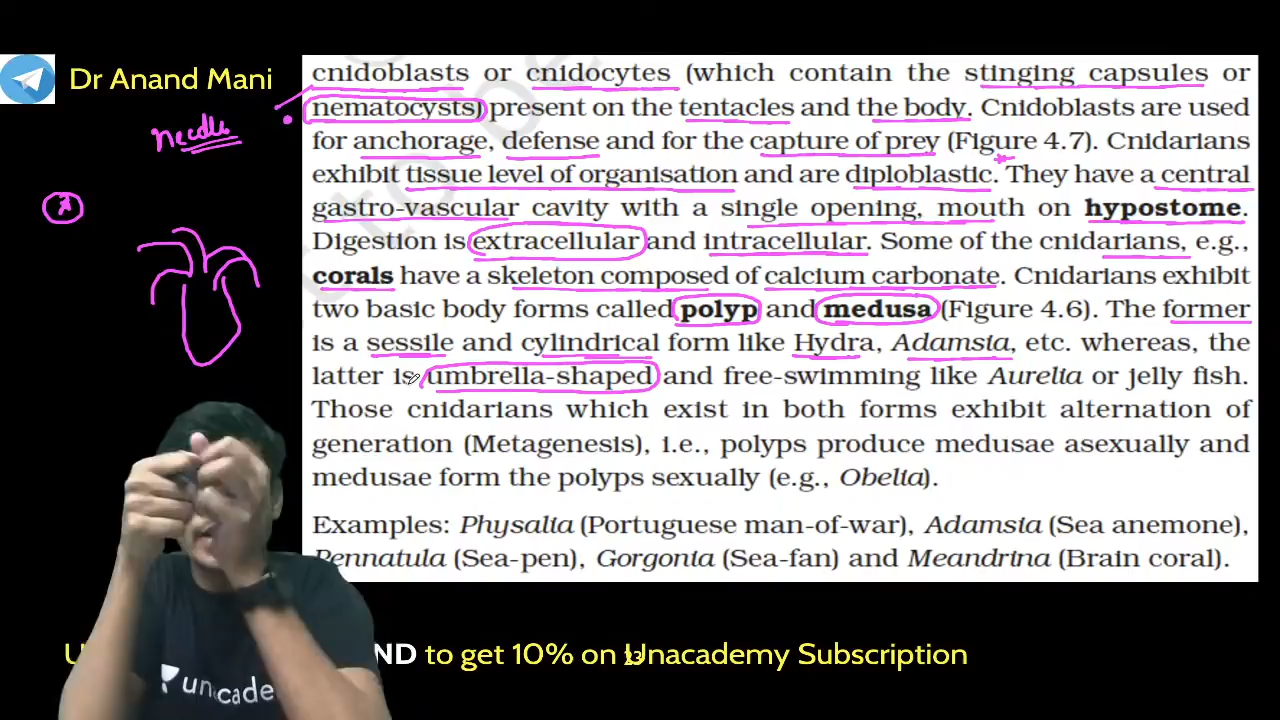 Dr Anand Mani
needle
cnidoblasts or cnidocytes (which contain the stinging capsules or
nematocysts) present on the tentacles and the body. Cnidoblasts are used
for anchorage, defense and for the capture of prey (Figure 4.7). Cnidarians
exhibit tissue level of organisation and are diploblastic. They have a central
gastro-vascular cavity with a single opening, mouth on hypostome.
Digestion is extracellular and intracellular. Some of the cnidarians, e.g.,
corals have a skeleton composed of calcium carbonate. Cnidarians exhibit
two basic body forms called polyp and medusa (Figure 4.6). The former
is a sessile and cylindrical form like Hydra, Adamsia, etc. whereas, the
latter is umbrella-shaped and free-swimming like Aurelia or jelly fish.
Those cnidarians which exist in both forms exhibit alternation of
generation (Metagenesis), i.e., polyps produce medusae asexually and
medusae form the polyps sexually (e.g., Obelia).
Examples: Physalia (Portuguese man-of-war), Adamsia (Sea anemone),
Pennatula (Sea-pen), Gorgonia (Sea-fan) and Meandrina (Brain coral).
ND to get 10% on Unacademy Subscription
23